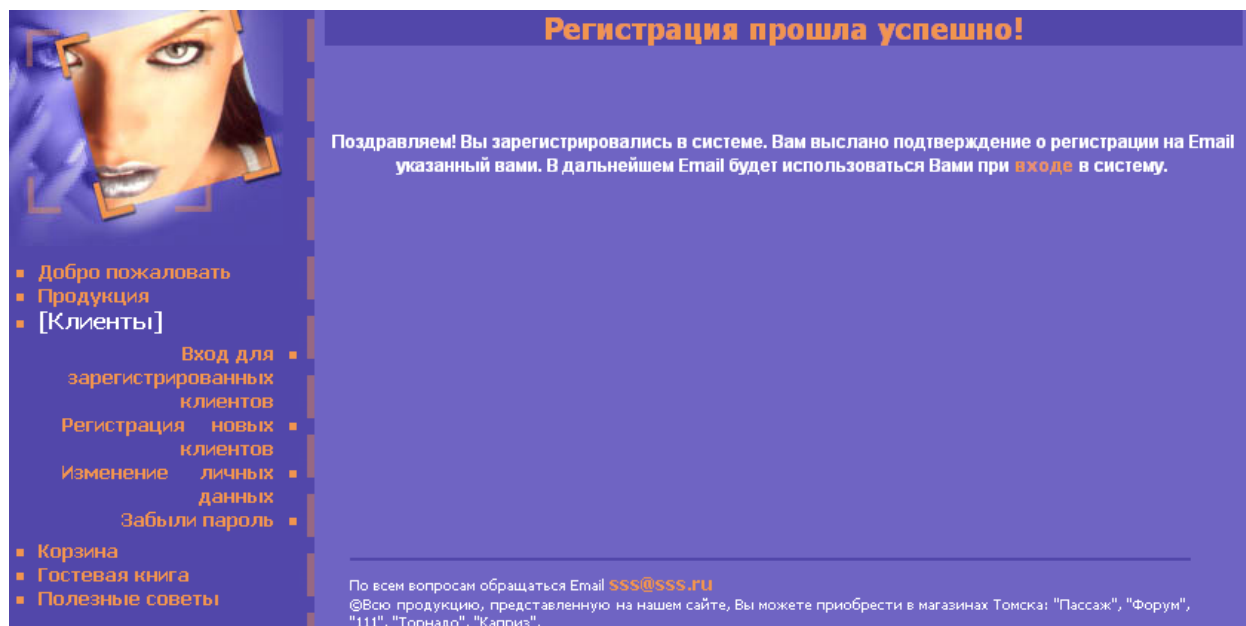 Регистрация прошла успешно!
Поздравляем! Вы зарегистрировались в системе. Вам выслано подтверждение о регистрации на Email
указанный вами. В дальнейшем Email будет использоваться Вами при входе в систему.
Добро пожаловать
Продукция
[Клиенты]
Вход для
зарегистрированных
клиентов
Регистрация новых
клиентов
Изменение личных
данных
Забыли пароль
Корзина
Гостевая книга
Полезные советы
По всем вопросам обращаться Email sss@sss.ru
@Всю продукцию, представленную на нашем сайте, Вы можете приобрести в магазинах Томска: "Пассаж", "Форум",
"111", "Торнадо", "Каприз".